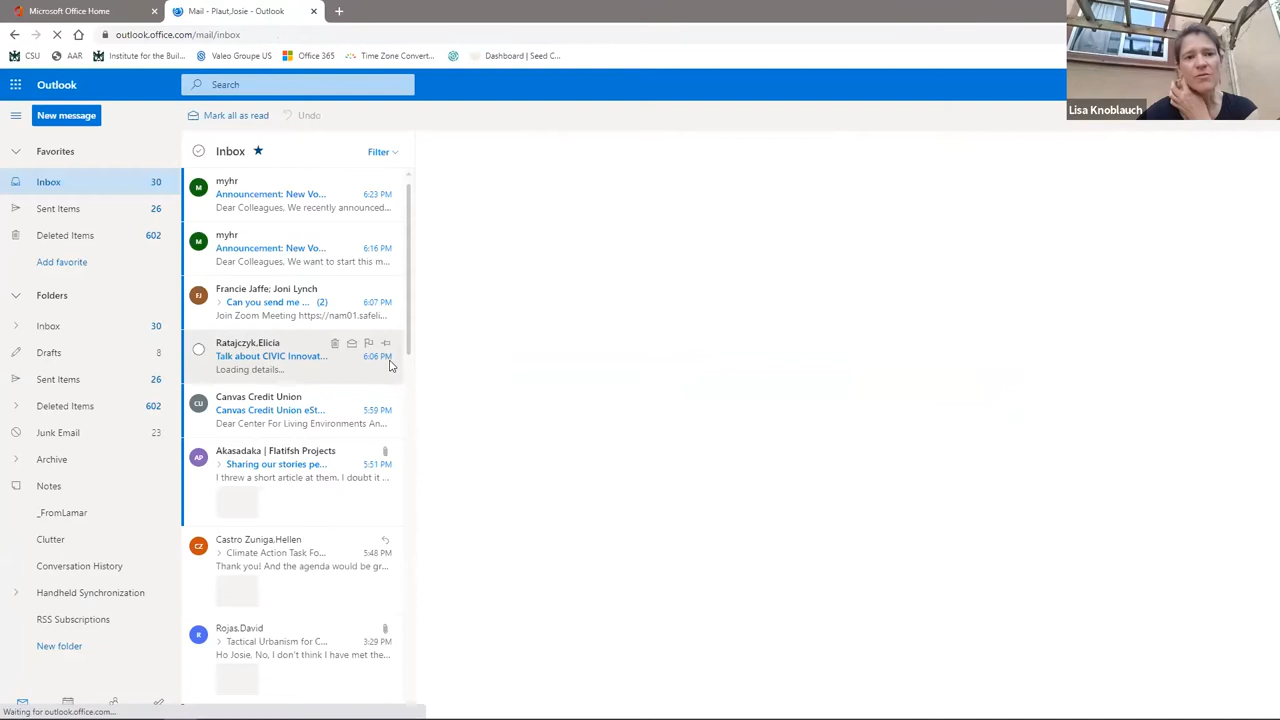 Microsoft Office Home
Mail - Plaut,Josie - Outlook
outlook.office.com/mail/inbox
CSU
AAR
Institute for the Buil...
Valeo Groupe US
Office 365
Time Zone Convert...
Dashboard | Seed C...
Lisa Knoblauch
Outlook
Search
New message
Mark all as read
Undo
Favorites
Inbox 30
Sent Items 26
Deleted Items 602
Add favorite
Folders
Inbox 30
Drafts 8
Sent Items 26
Deleted Items 602
Junk Email 23
Archive
Notes
_FromLamar
Clutter
Conversation History
Handheld Synchronization
RSS Subscriptions
New folder
Inbox
Filter
M
myhr
Announcement: New Vo... 6:23 PM
Dear Colleagues, We recently announced...
M
myhr
Announcement: New Vo... 6:16 PM
Dear Colleagues, We want to start this m...
FJ
Francie Jaffe; Joni Lynch
Can you send me ... (2) 6:07 PM
Join Zoom Meeting https://nam01.safeli...
Ratajczyk,Elicia
Talk about CIVIC Innovat... 6:06 PM
Loading details...
CU
Canvas Credit Union
Canvas Credit Union eSt... 5:59 PM
Dear Center For Living Environments An...
AP
Akasadaka | Flatifsh Projects
Sharing our stories pe... 5:51 PM
I threw a short article at them. I doubt it ...
CZ
Castro Zuniga,Hellen
Climate Action Task Fo... 5:48 PM
Thank you! And the agenda would be gr...
R
Rojas,David
Tactical Urbanism for C... 3:29 PM
Ho Josie, No, I don't think I have met the...
Waiting for outlook.office.com...